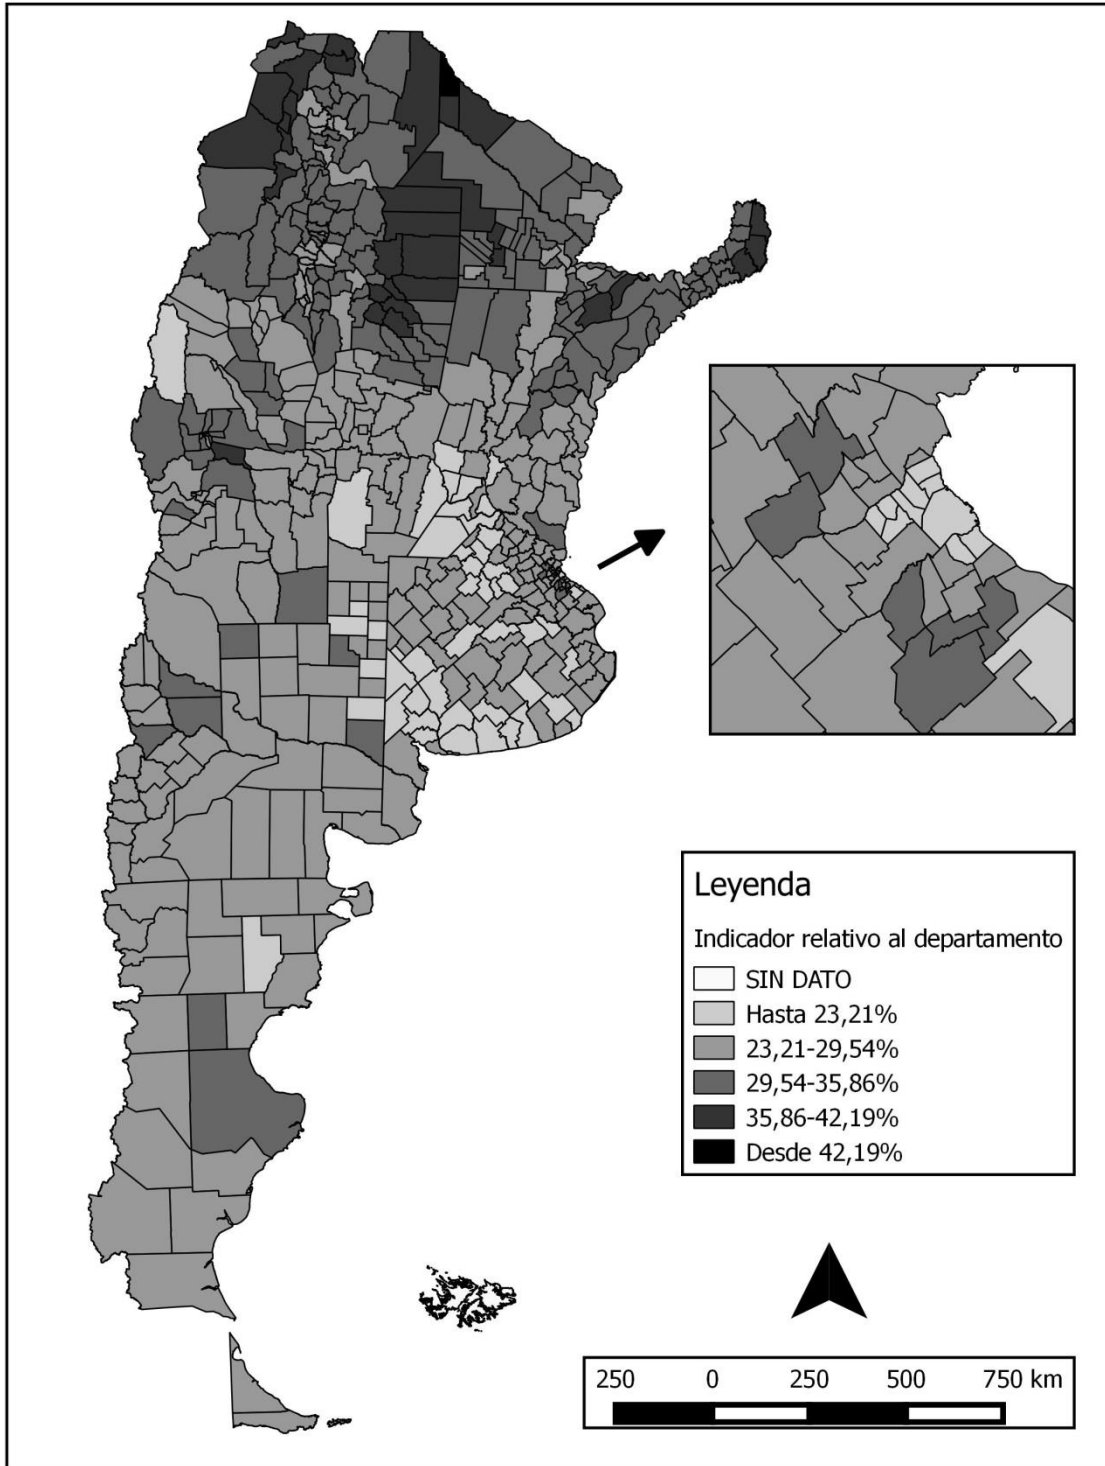 Leyenda
Indicador relativo al departamento
SIN DATO
Hasta 23,21%
23,21-29,54%
29,54-35,86%
35,86-42,19%
Desde 42,19%
250 0 250 500 750 km